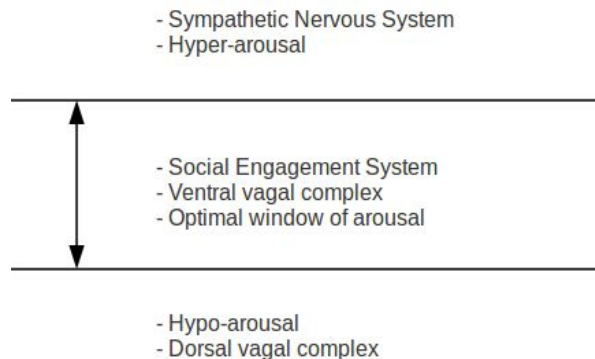 - Sympathetic Nervous System
- Hyper-arousal
- Social Engagement System
- Ventral vagal complex
- Optimal window of arousal
- Hypo-arousal
- Dorsal vagal complex